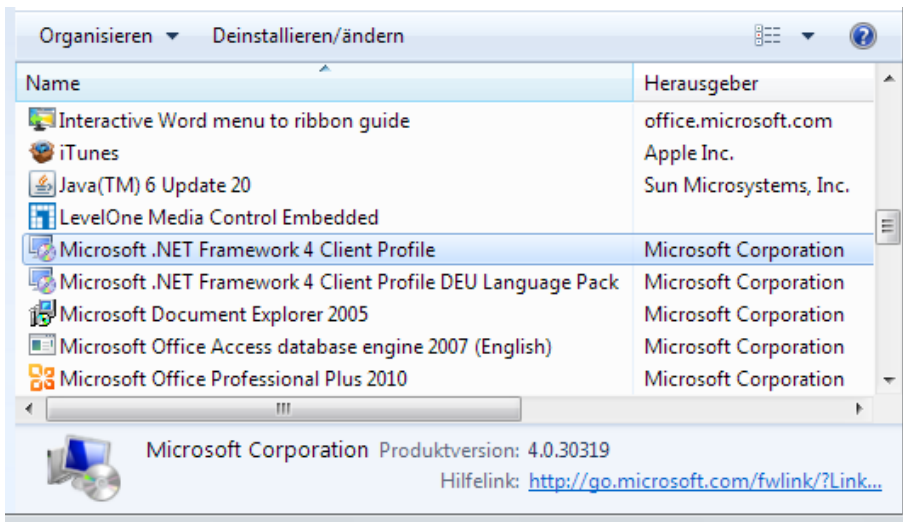 Organisieren Deinstallieren/ändern
Name Herausgeber
Interactive Word menu to ribbon guide office.microsoft.com
iTunes Apple Inc.
Java(TM) 6 Update 20 Sun Microsystems, Inc.
LevelOne Media Control Embedded
Microsoft .NET Framework 4 Client Profile Microsoft Corporation
Microsoft .NET Framework 4 Client Profile DEU Language Pack Microsoft Corporation
Microsoft Document Explorer 2005 Microsoft Corporation
Microsoft Office Access database engine 2007 (English) Microsoft Corporation
Microsoft Office Professional Plus 2010 Microsoft Corporation
Microsoft Corporation Produktversion: 4.0.30319
Hilfelink: http://go.microsoft.com/fwlink/?Link...